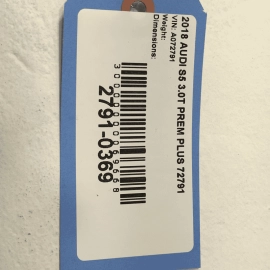 2018 AUDI S5 3.0T PREM PLUS 72791
VIN: A072791
Weight:
Dimensions:
2791-0369